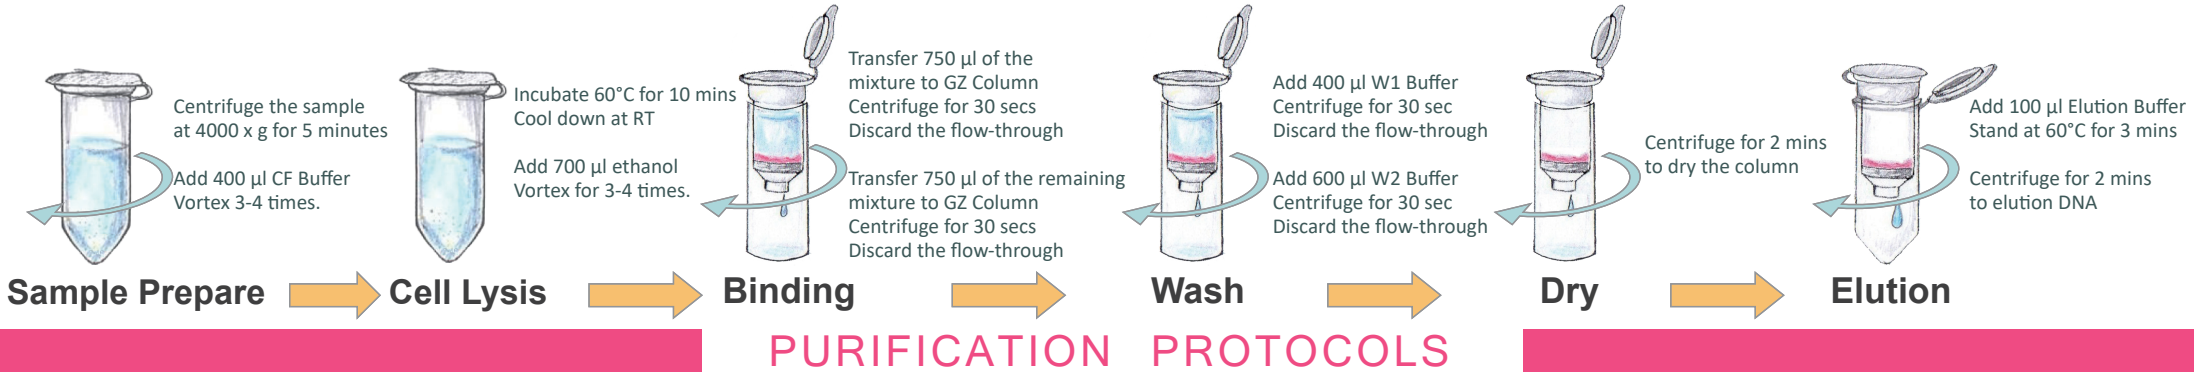 Centrifuge the sample
at 4000 x g for 5 minutes
Add 400 µl CF Buffer
Vortex 3-4 times.
Sample Prepare
Incubate 60°C for 10 mins
Cool down at RT
Add 700 µl ethanol
Vortex for 3-4 times.
Cell Lysis
Transfer 750 µl of the
mixture to GZ Column
Centrifuge for 30 secs
Discard the flow-through
Transfer 750 µl of the remaining
mixture to GZ Column
Centrifuge for 30 secs
Discard the flow-through
Binding
Add 400 µl W1 Buffer
Centrifuge for 30 sec
Discard the flow-through
Add 600 µl W2 Buffer
Centrifuge for 30 sec
Discard the flow-through
Wash
Centrifuge for 2 mins
to dry the column
Dry
Add 100 µl Elution Buffer
Stand at 60°C for 3 mins
Centrifuge for 2 mins
to elution DNA
Elution
PURIFICATION PROTOCOLS